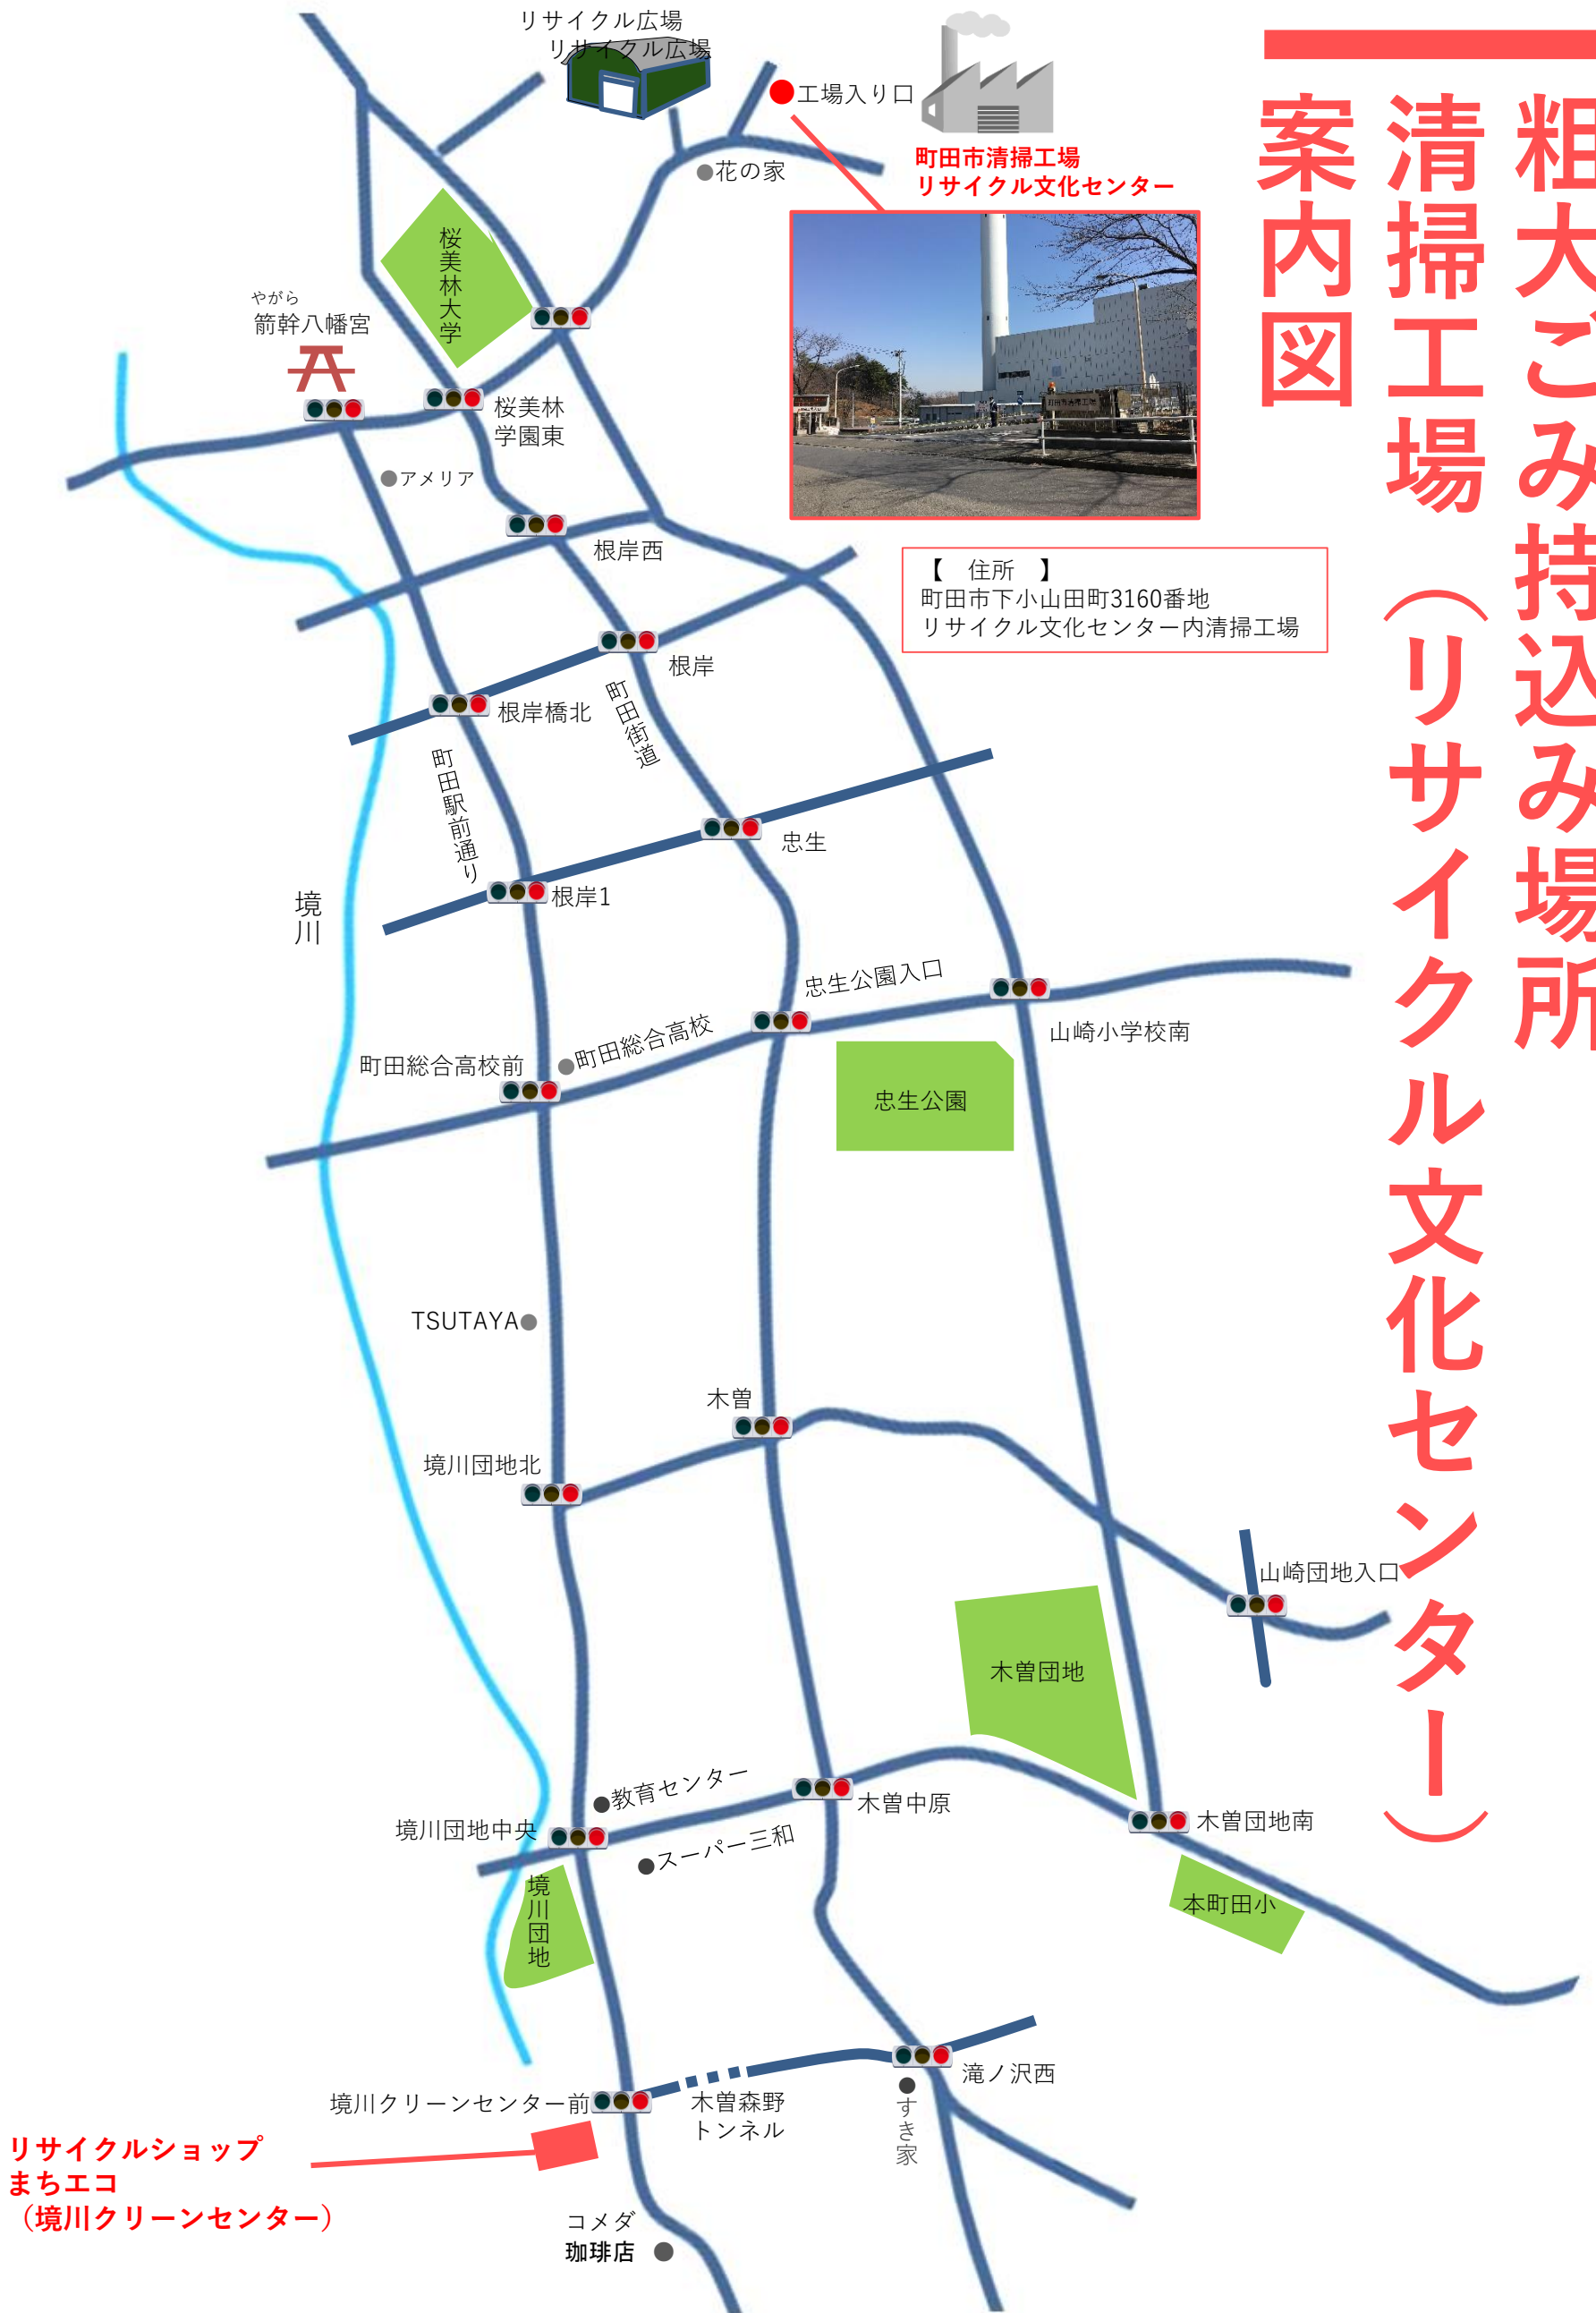 粗大ごみ持込み場所
清掃工場（リサイクル文化センター）
案内図
リサイクル広場
リサイクル広場
工場入り口
町田市清掃工場
リサイクル文化センター
花の家
桜美林大学
やがら
箭幹八幡宮
桜美林
学園東
アメリア
根岸西
【　住所　】
町田市下小山田町3160番地
リサイクル文化センター内清掃工場
根岸
根岸橋北
町田街道
町田駅前通り
忠生
根岸1
境川
忠生公園入口
山崎小学校南
町田総合高校
町田総合高校前
忠生公園
TSUTAYA
木曽
境川団地北
山崎団地入口
木曽団地
教育センター
木曽中原
木曽団地南
境川団地中央
スーパー三和
境川団地
本町田小
滝ノ沢西
境川クリーンセンター前
木曽森野
トンネル
すき家
リサイクルショップ
まちエコ
（境川クリーンセンター）
コメダ
珈琲店